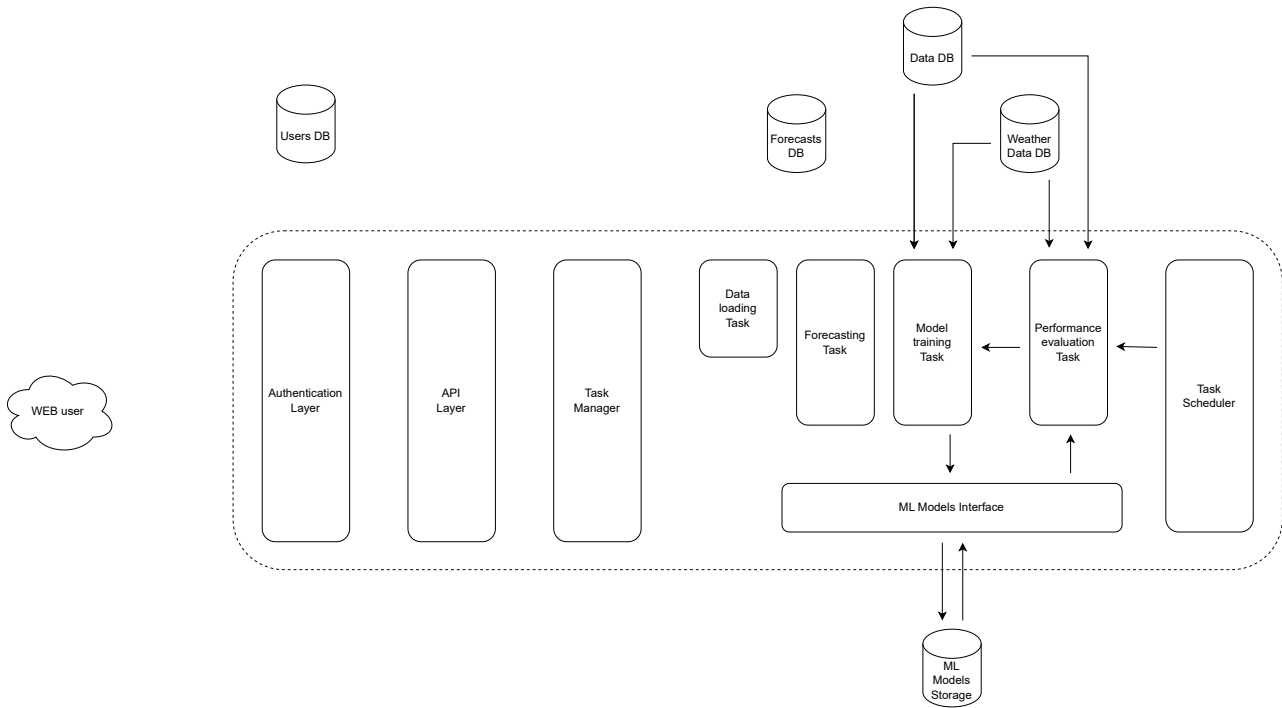 Data DB
Users DB
Forecasts
DB
Weather
Data DB
Data
loading
Task
Forecasting
Task
Model
training
Task
Performance
evaluation
Task
Task
Scheduler
Authentication
Layer
API
Layer
Task
Manager
WEB user
ML Models Interface
ML
Models
Storage